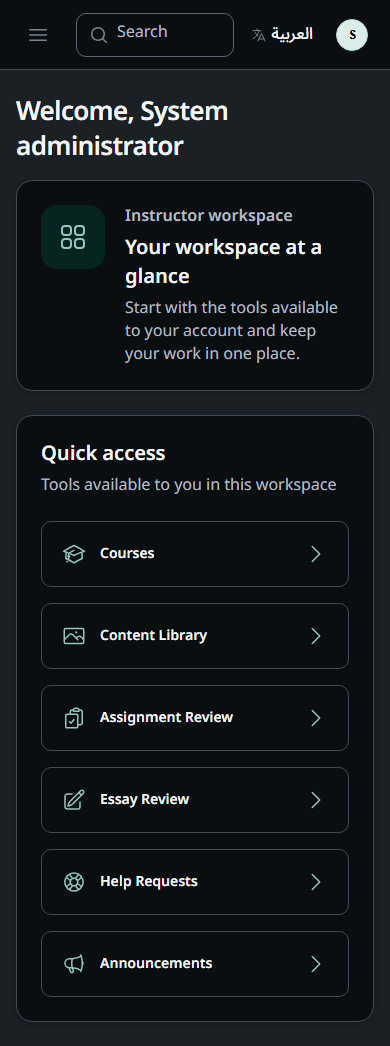 Search
العربية
S
Welcome, System
administrator
Instructor workspace
Your workspace at a
glance
Start with the tools available
to your account and keep
your work in one place.
Quick access
Tools available to you in this workspace
Courses
Content Library
Assignment Review
Essay Review
Help Requests
Announcements